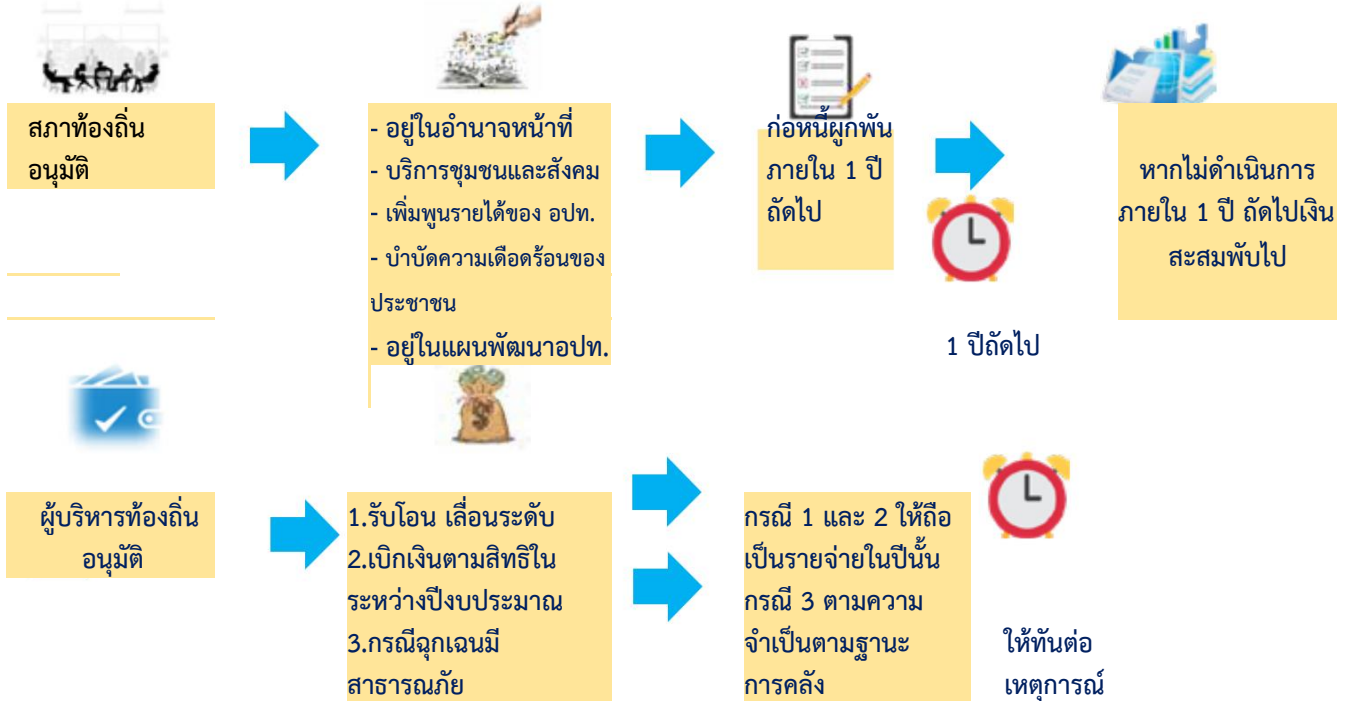 สภาท้องถิ่น
อนุมัติ
- อยู่ในอำนาจหน้าที่
- บริการชุมชนและสังคม
- เพิ่มพูนรายได้ของ อปท.
- บำบัดความเดือดร้อนของ
ประชาชน
- อยู่ในแผนพัฒนาอปท.
ก่อหนี้ผูกพัน
ภายใน 1 ปี
ถัดไป
1 ปีถัดไป
หากไม่ดำเนินการ
ภายใน 1 ปี ถัดไปเงิน
สะสมพับไป
ผู้บริหารท้องถิ่น
อนุมัติ
1.รับโอน เลื่อนระดับ
2.เบิกเงินตามสิทธิใน
ระหว่างปีงบประมาณ
3.กรณีฉุกเฉนมี
สาธารณภัย
กรณี 1 และ 2 ให้ถือ
เป็นรายจ่ายในปีนั้น
กรณี 3 ตามความ
จำเป็นตามฐานะ
การคลัง
ให้ทันต่อ
เหตุการณ์